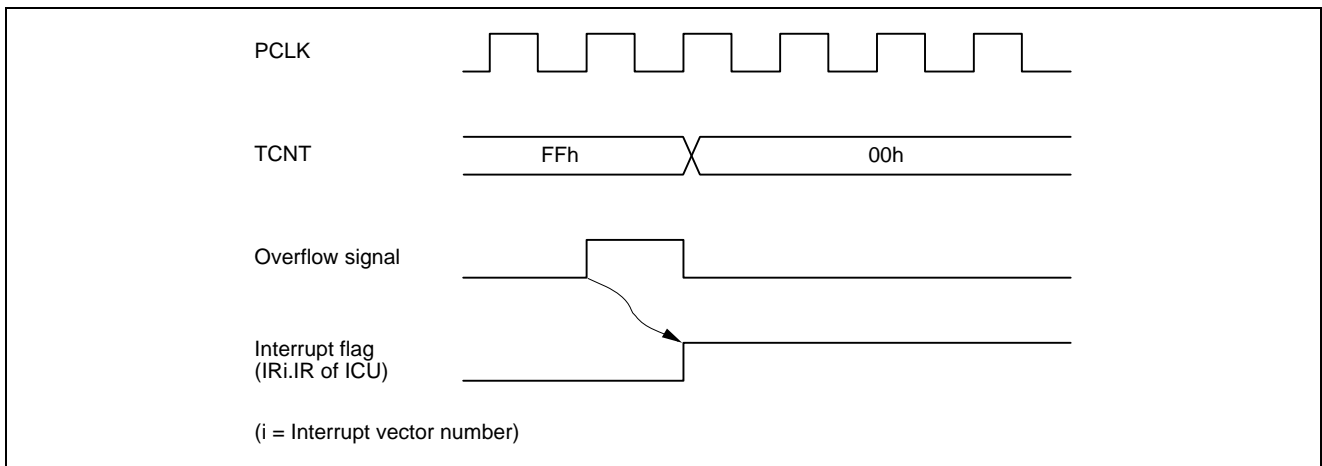 PCLK
TCNT
FFh
00h
Overflow signal
Interrupt flag
(IRi.IR of ICU)
(i = Interrupt vector number)